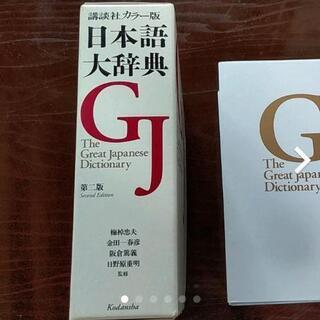 講談社カラー版
日本語
大辞典
GJ
The
Great Japanese
Dictionary
第二版
Second Edition
梅棹忠夫
金田一春彦
阪倉篤義
日野原重明
監修
Kodansha
G
The
Great Japa
Dictionary